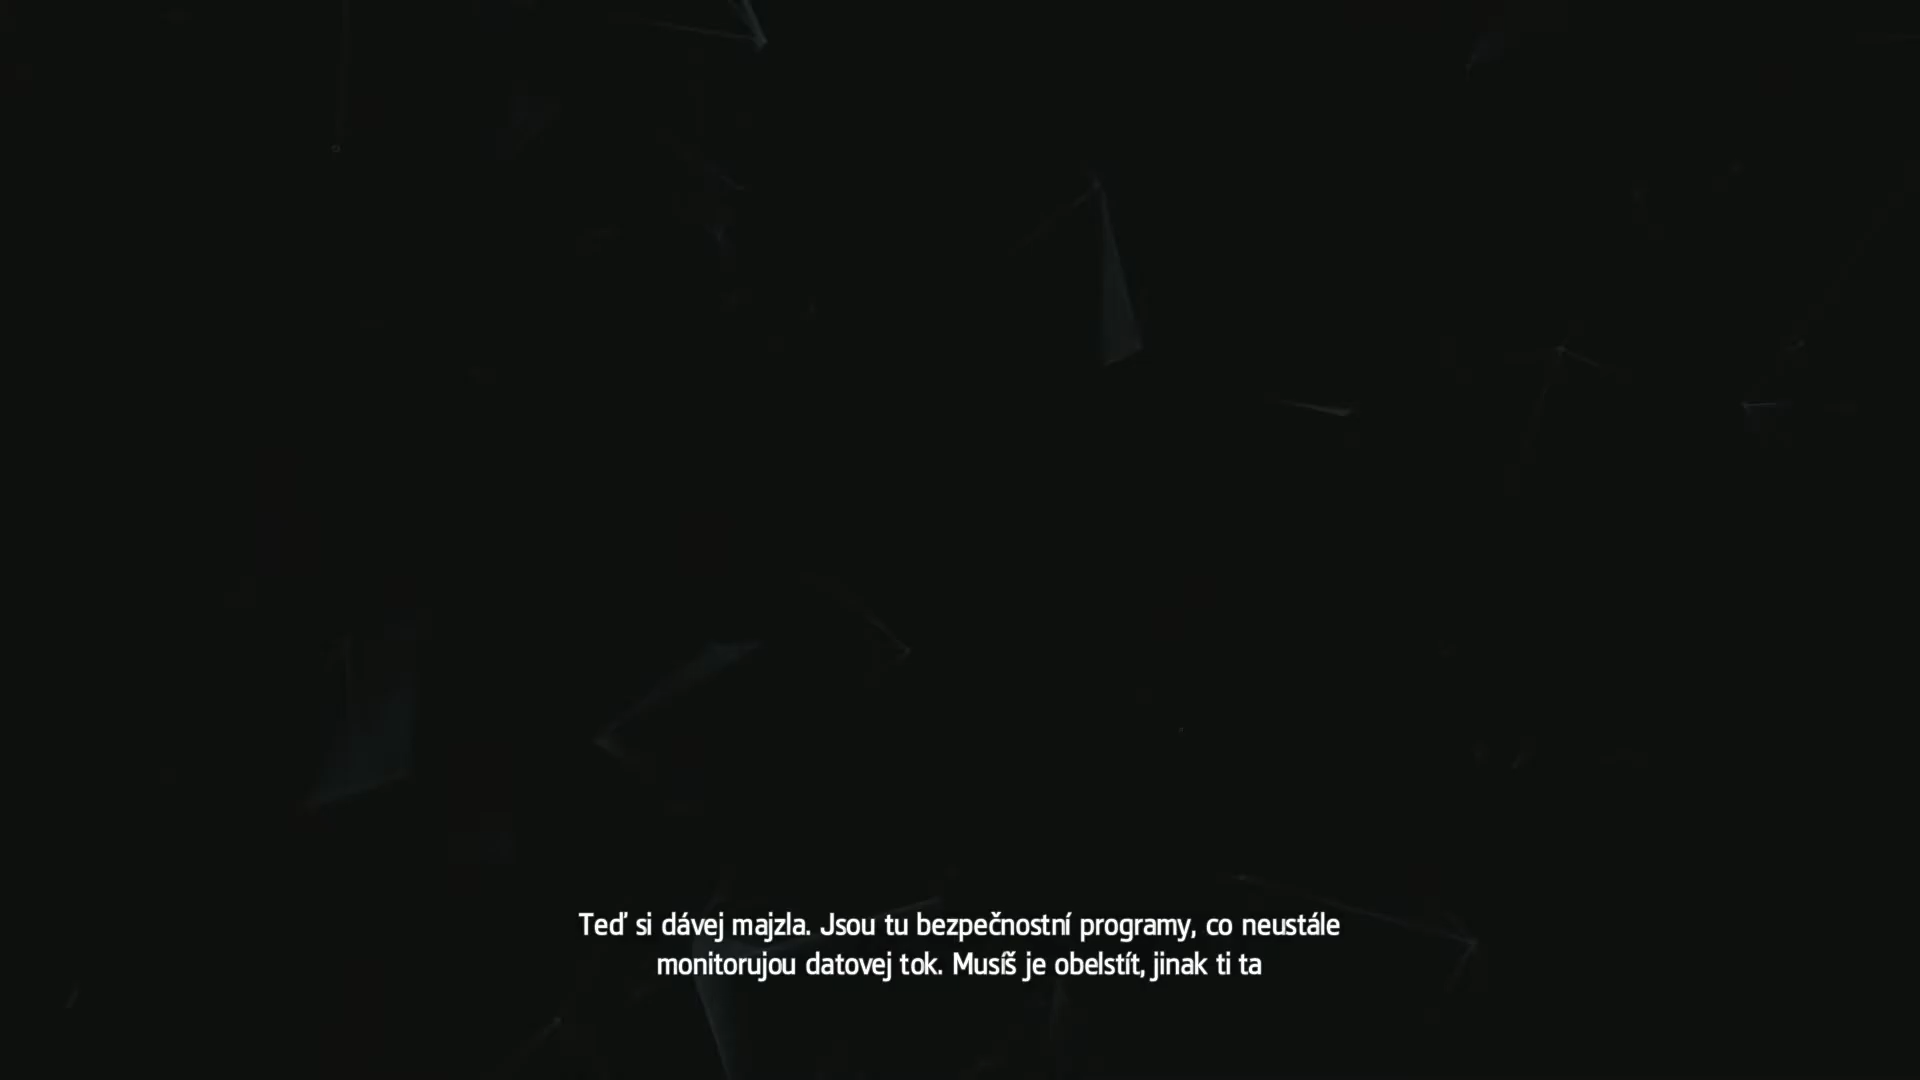 Teď si dávej majzla. Jsou tu bezpečnostní programy, co neustále
monitorujou datovej tok. Musíš je obelstít, jinak ti ta